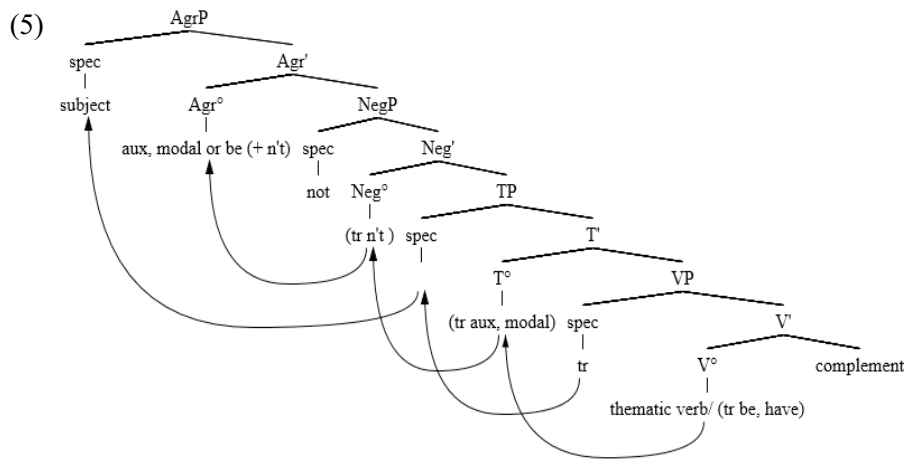 (5)
AgrP
spec Agr'
subject Agr° NegP
aux, modal or be (+ n't) spec Neg'
not Neg° TP
(tr n't ) spec T'
T° VP
(tr aux, modal) spec V'
tr V° complement
thematic verb/ (tr be, have)